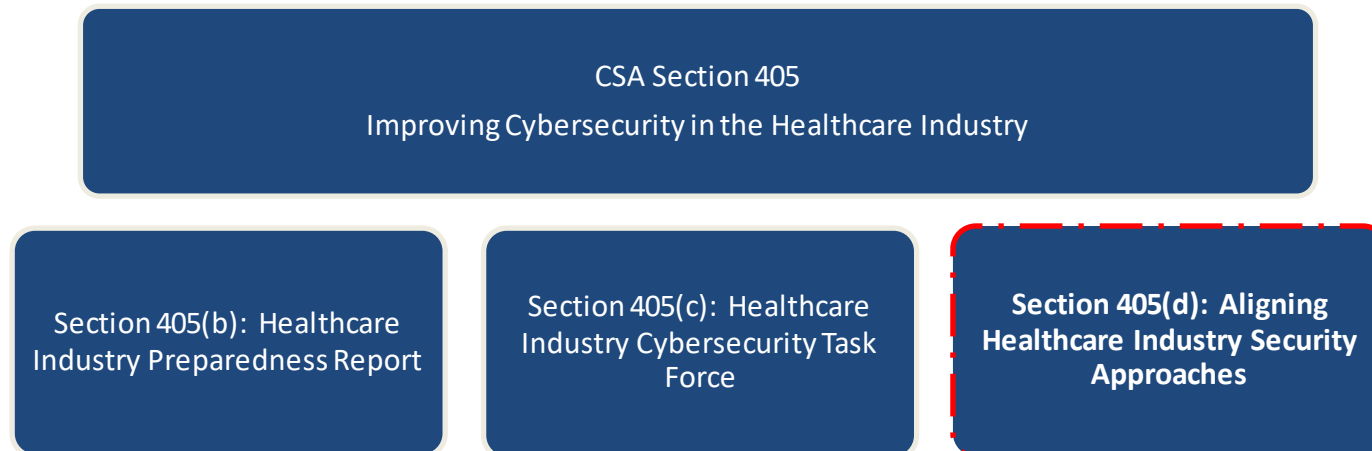 CSA Section 405
Improving Cybersecurity in the Healthcare Industry
Section 405(b): Healthcare
Industry Preparedness Report
Section 405(c): Healthcare
Industry Cybersecurity Task
Force
Section 405(d): Aligning
Healthcare Industry Security
Approaches